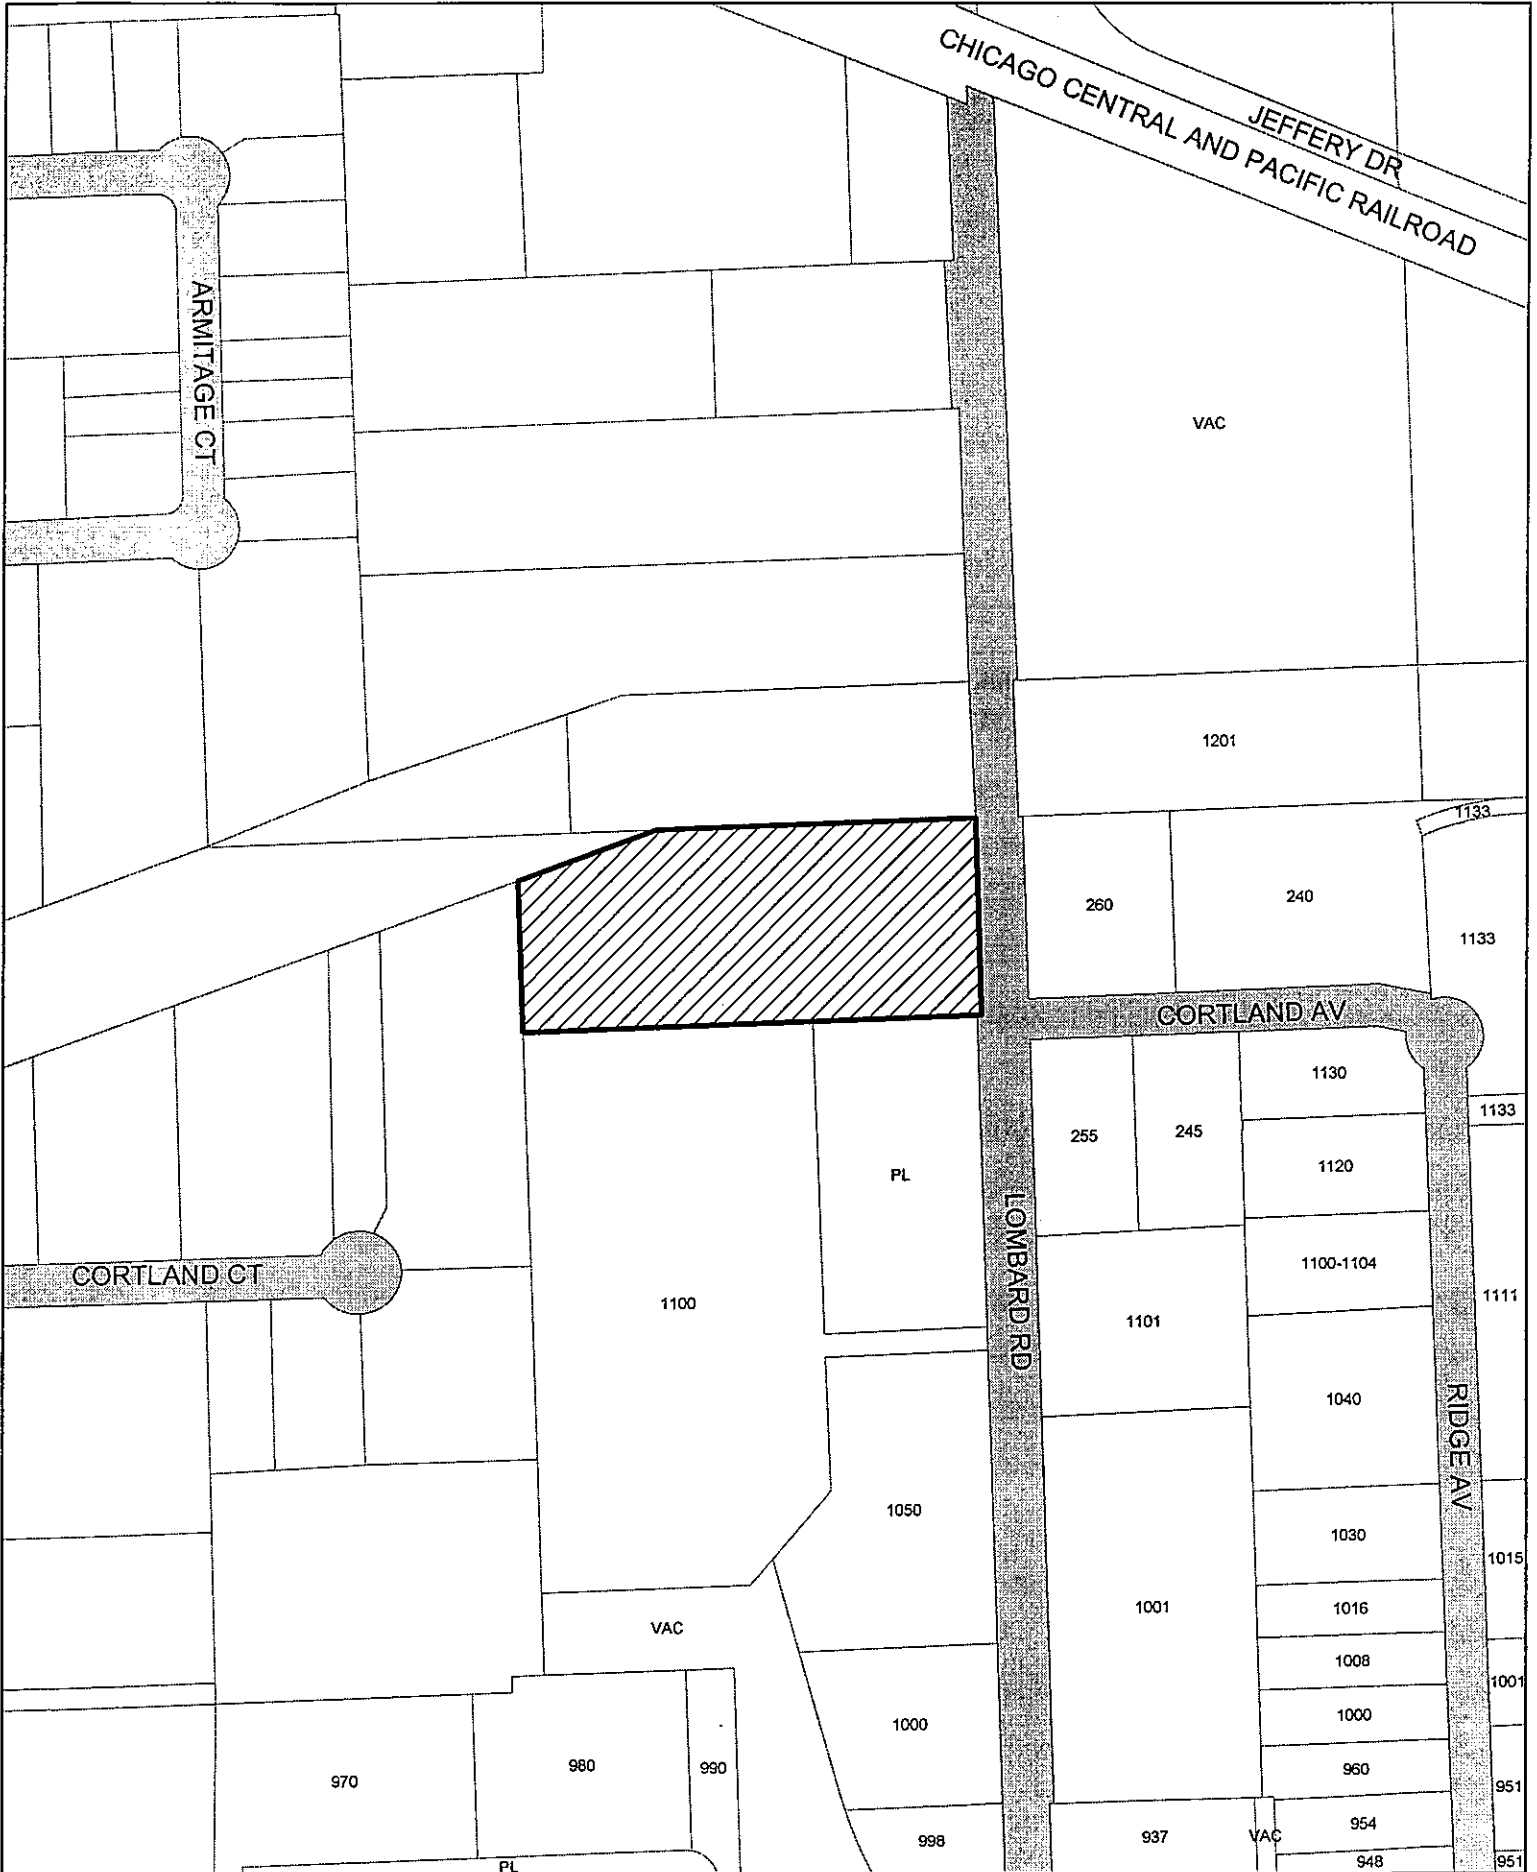 CHICAGO CENTRAL AND PACIFIC RAILROAD
JEFFERY DR
ARMITAGE CT
VAC
1201
1133
260
240
1133
CORTLAND AV
1130
1133
255
245
1120
PL
LOMBARD RD
1100-1104
CORTLAND CT
1100
1111
1101
1040
RIDGE AV
1050
1030
1015
1001
1016
VAC
1008
1001
1000
1000
980
990
960
970
951
954
998
937
VAC
948
951
PL